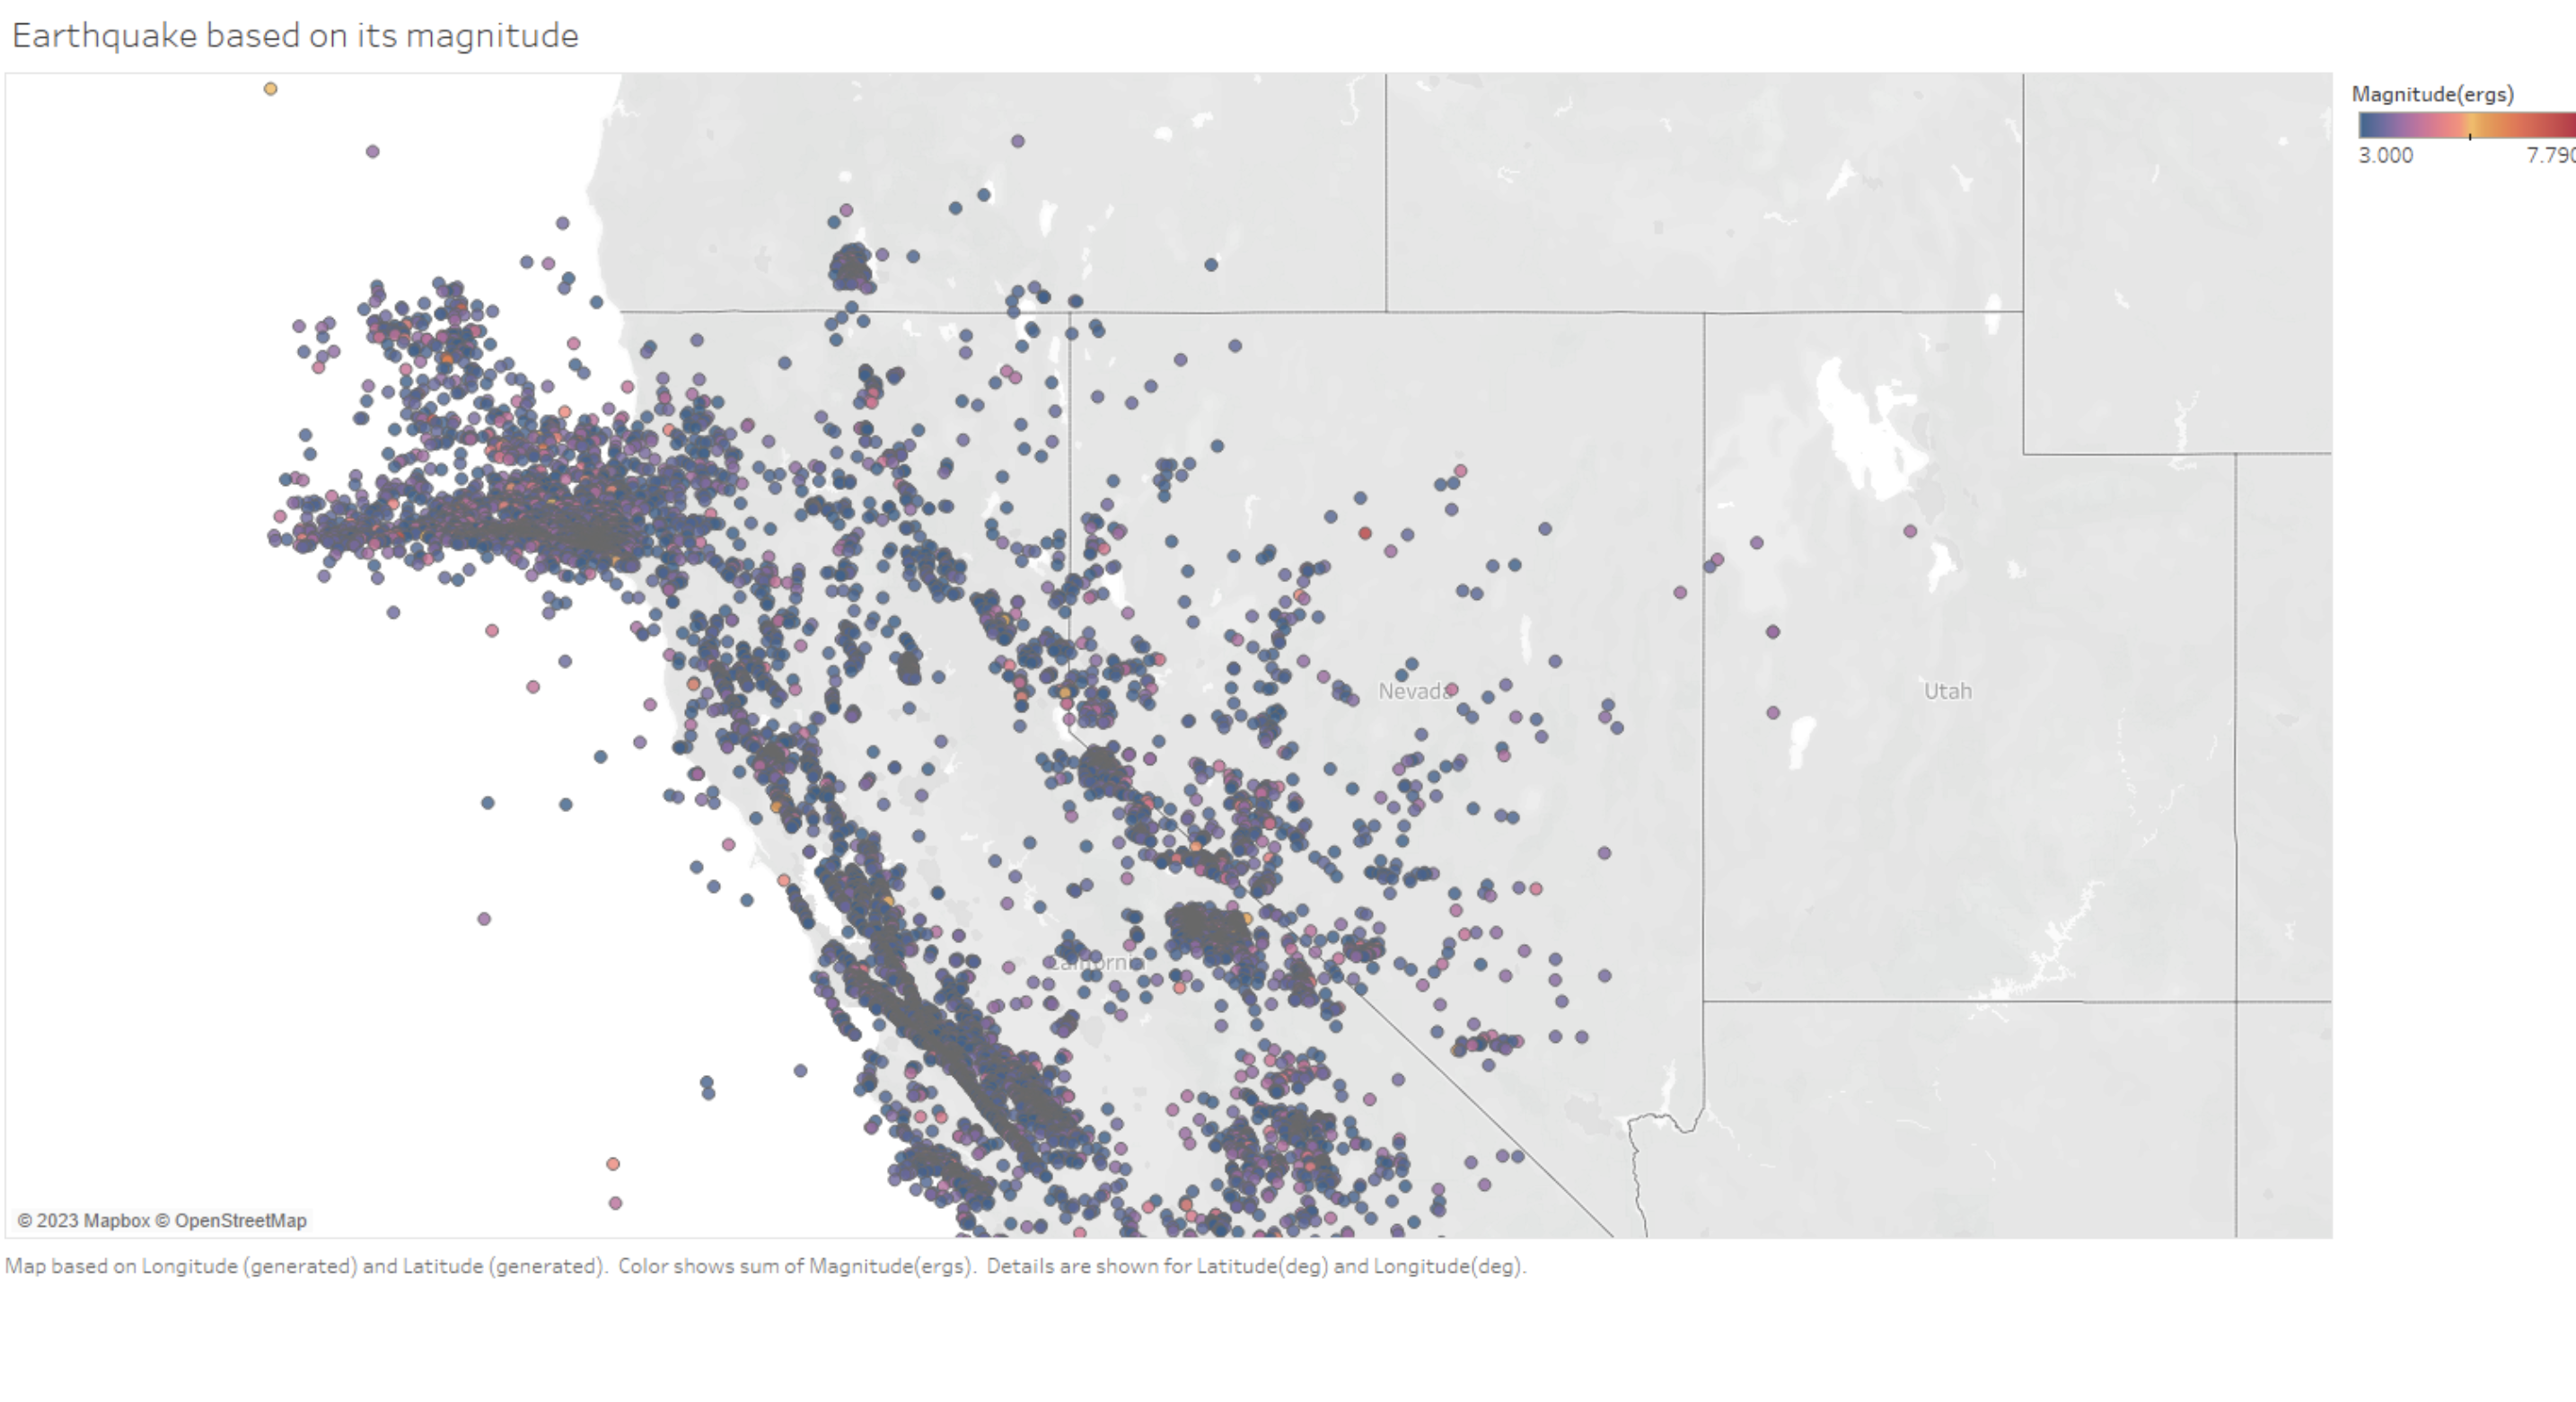 Earthquake based on its magnitude
Magnitude(ergs)
3.000
7.790
Nevada
Utah
California
© 2023 Mapbox © OpenStreetMap
Map based on Longitude (generated) and Latitude (generated). Color shows sum of Magnitude(ergs). Details are shown for Latitude(deg) and Longitude(deg).